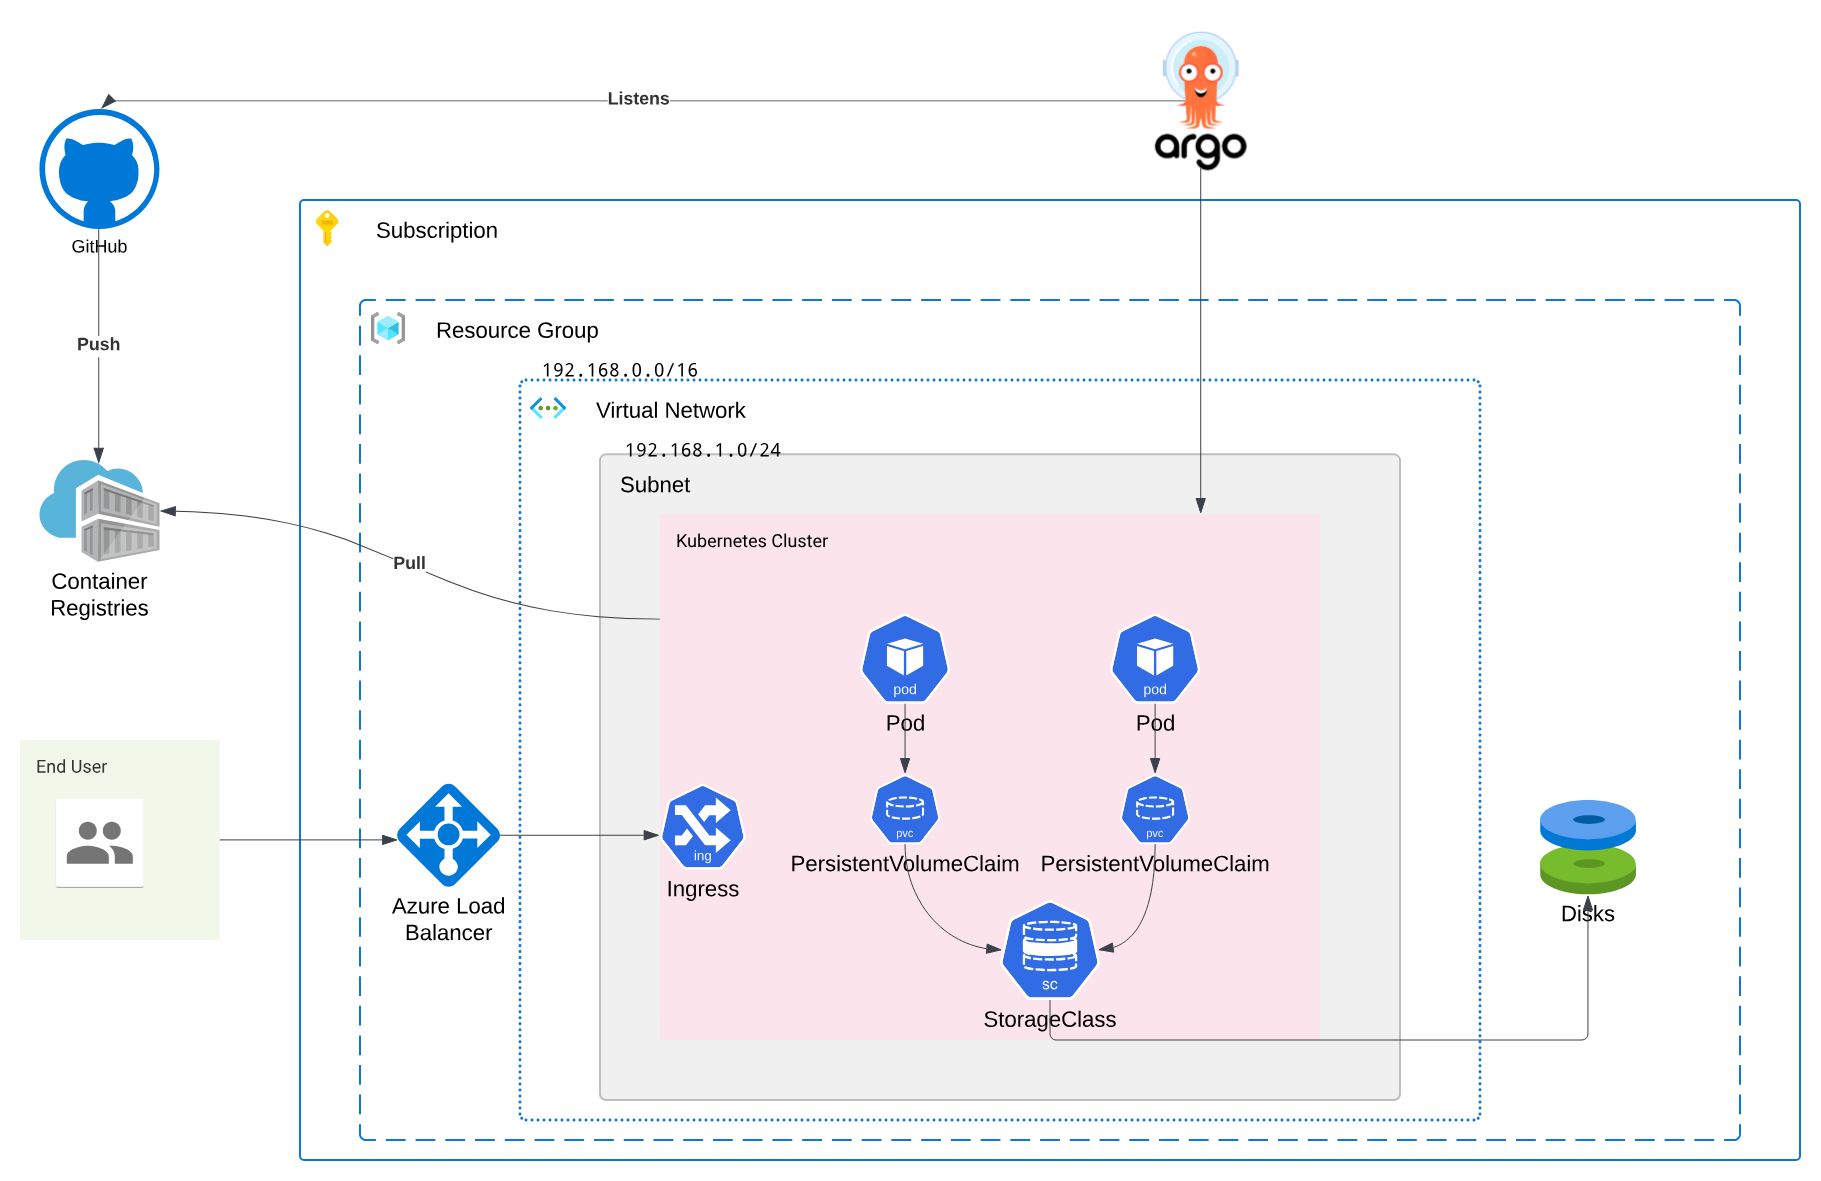 Listens
argo
GitHub
Subscription
Push
Resource Group
192.168.0.0/16
Virtual Network
192.168.1.0/24
Subnet
Kubernetes Cluster
Pull
Container
Registries
pod
Pod
pod
Pod
End User
pvc
PersistentVolumeClaim
pvc
PersistentVolumeClaim
ing
Ingress
Azure Load
Balancer
Disks
sc
StorageClass